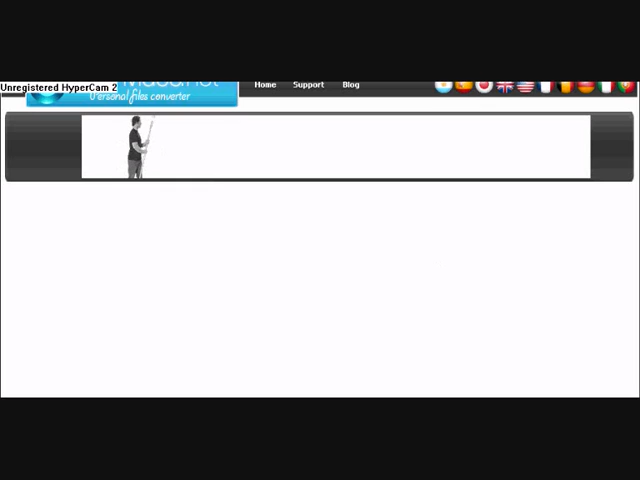 Unregistered HyperCam 2
Personal files converter
Home Support Blog